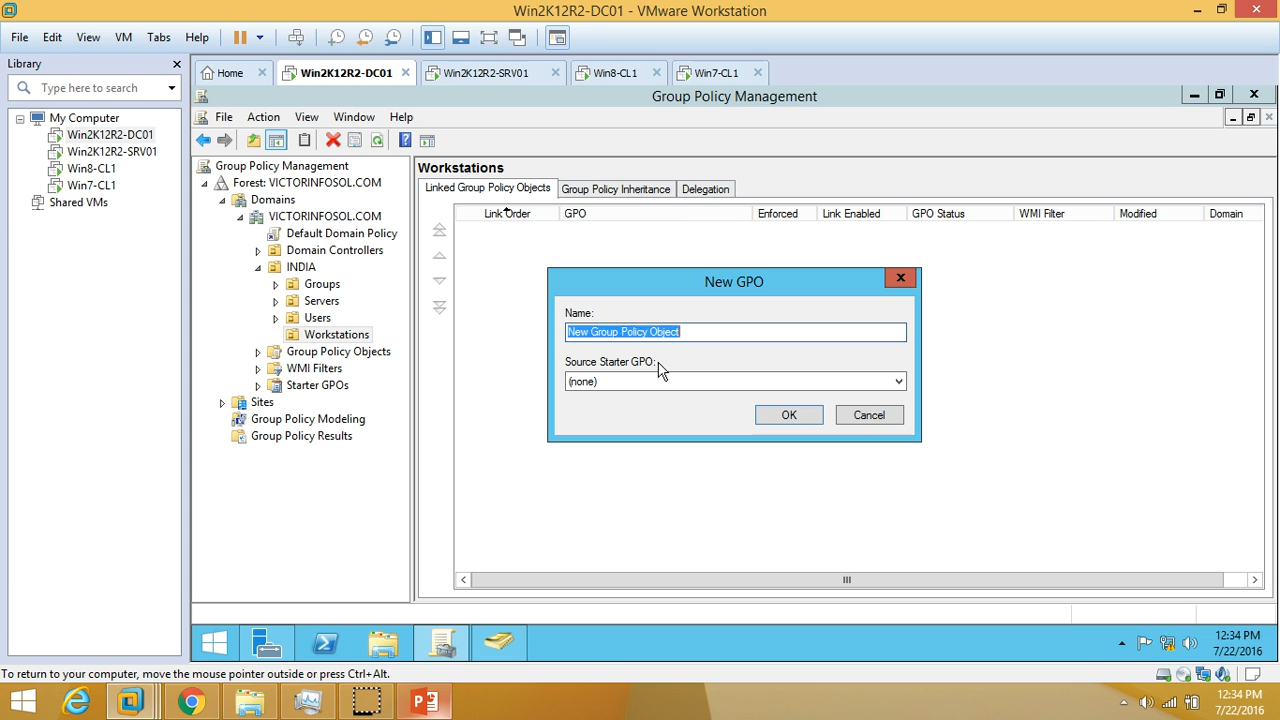 Win2K12R2-DC01 - VMware Workstation
File Edit View VM Tabs Help
Library
Type here to search
My Computer
Win2K12R2-DC01
Win2K12R2-SRV01
Win8-CL1
Win7-CL1
Shared VMs
Home Win2K12R2-DC01 Win2K12R2-SRV01 Win8-CL1 Win7-CL1
Group Policy Management
File Action View Window Help
Group Policy Management
Forest: VICTORINFOSOL.COM
Domains
VICTORINFOSOL.COM
Default Domain Policy
Domain Controllers
INDIA
Groups
Servers
Users
Workstations
Group Policy Objects
WMI Filters
Starter GPOs
Sites
Group Policy Modeling
Group Policy Results
Workstations
Linked Group Policy Objects Group Policy Inheritance Delegation
Link Order GPO Enforced Link Enabled GPO Status WMI Filter Modified Domain
New GPO
Name:
New Group Policy Object
Source Starter GPO:
(none)
OK Cancel
12:34 PM
7/22/2016
To return to your computer, move the mouse pointer outside or press Ctrl+Alt.
12:34 PM
7/22/2016